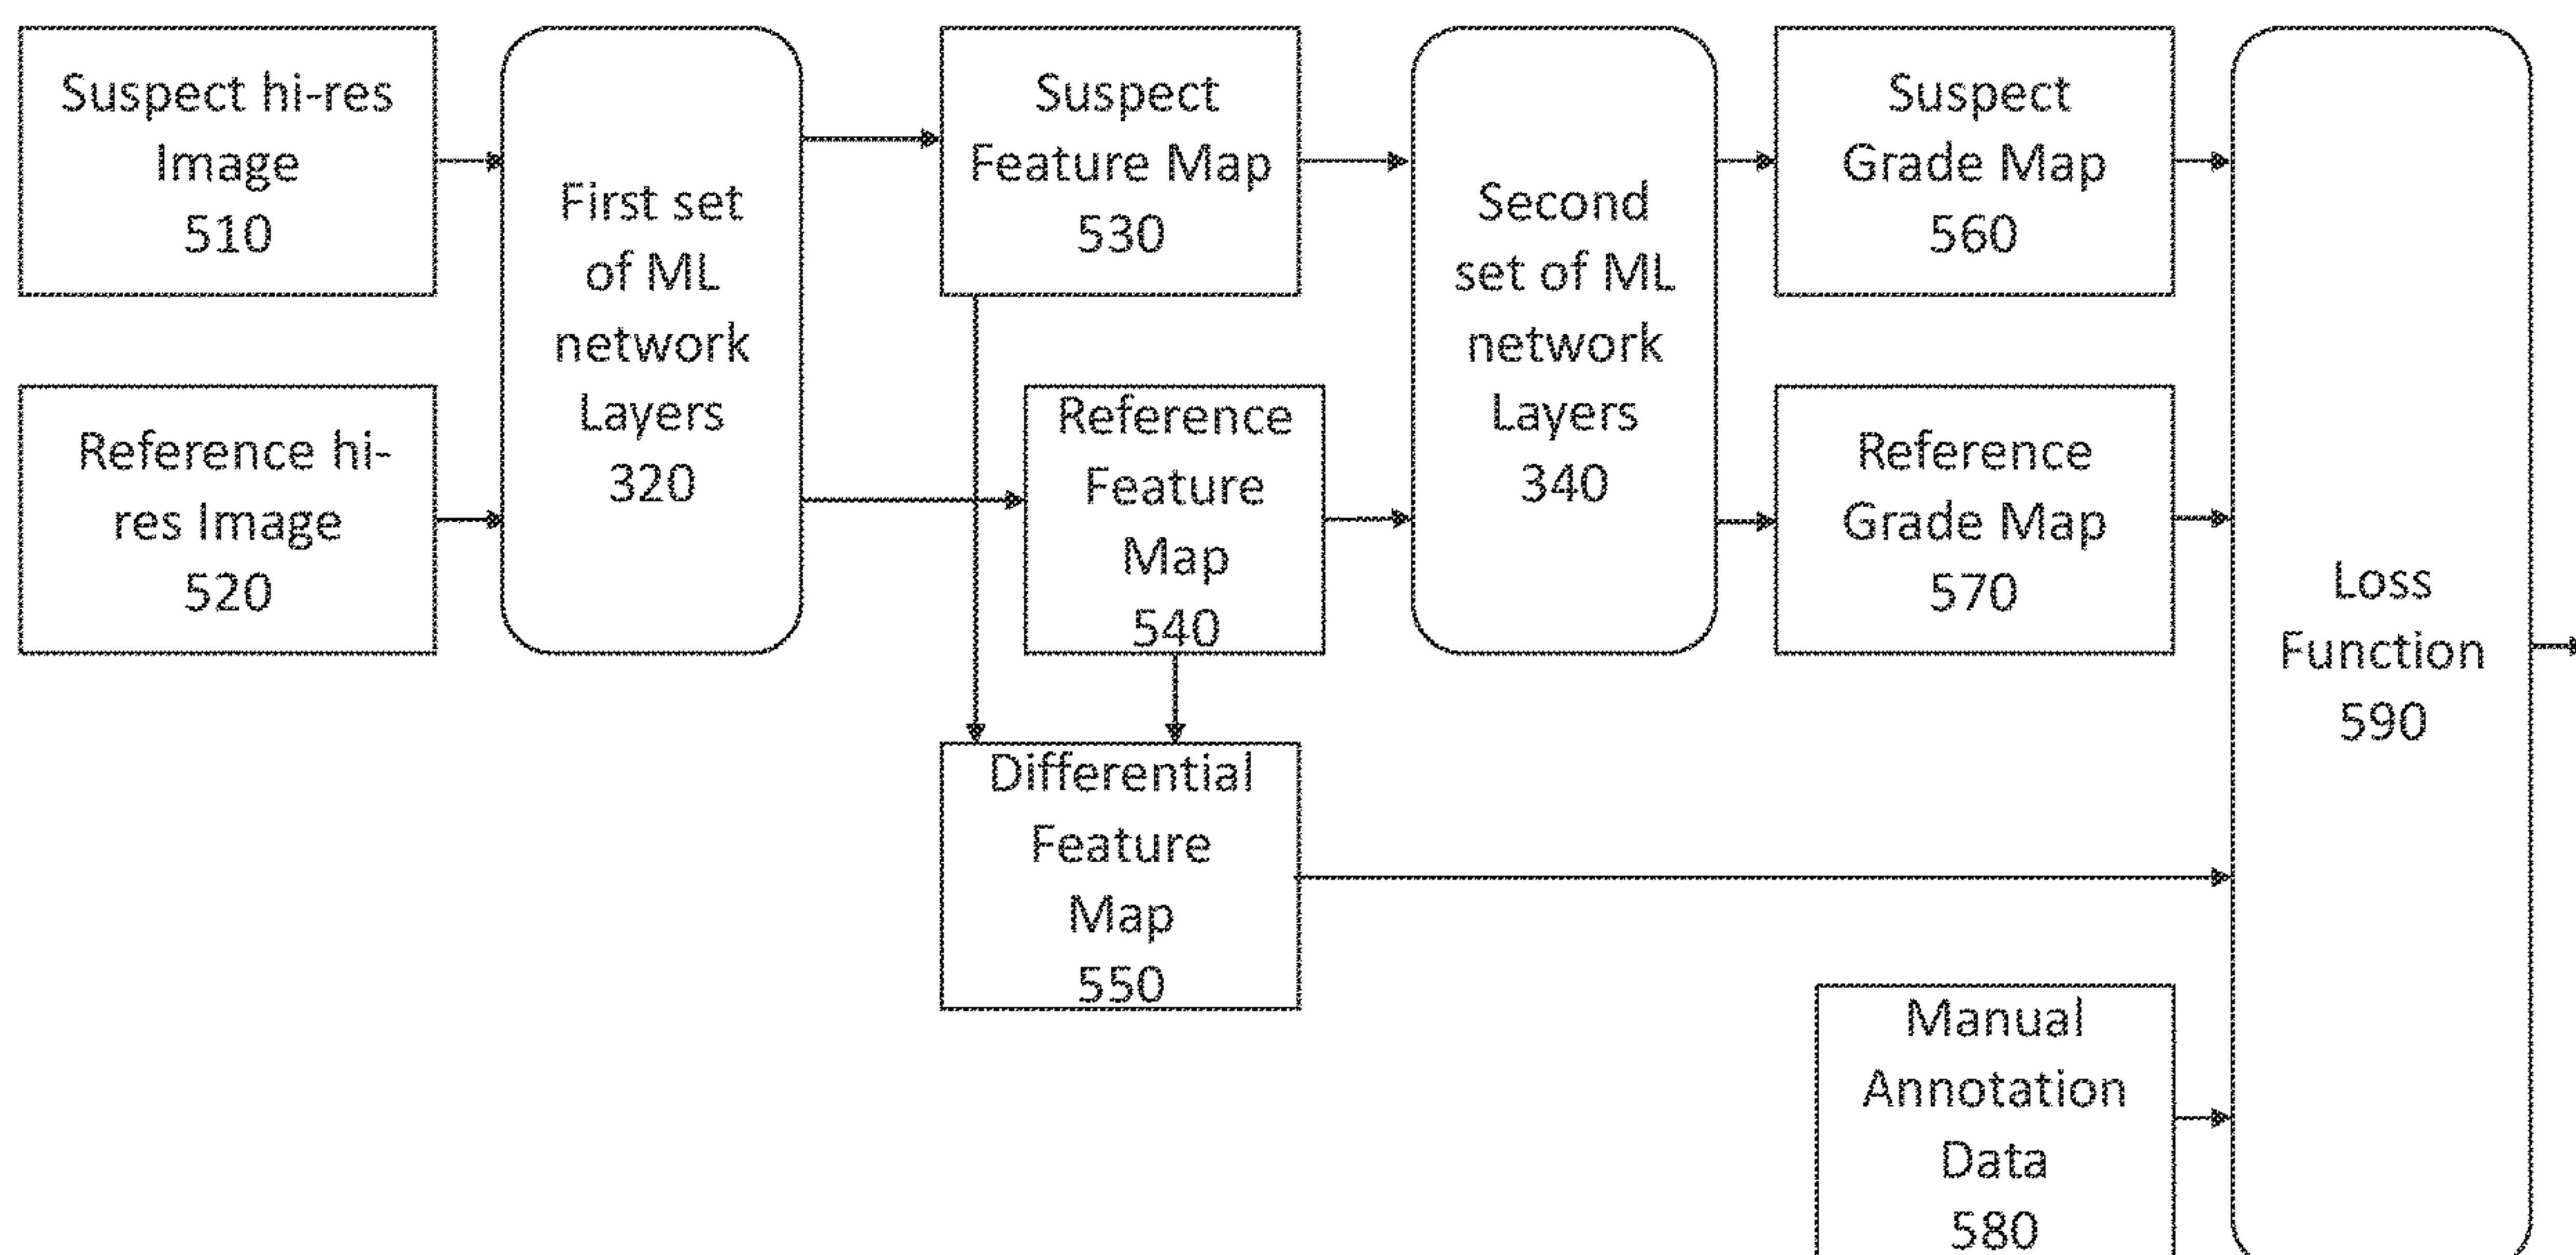 Suspect hi-res
Image
510
First set
of ML
network
Layers
320
Suspect
Feature Map
530
Second
set of ML
network
Layers
340
Suspect
Grade Map
560
Reference hi-
res Image
520
Reference
Feature
Map
540
Reference
Grade Map
570
Loss
Function
590
Differential
Feature
Map
550
Manual
Annotation
Data
580